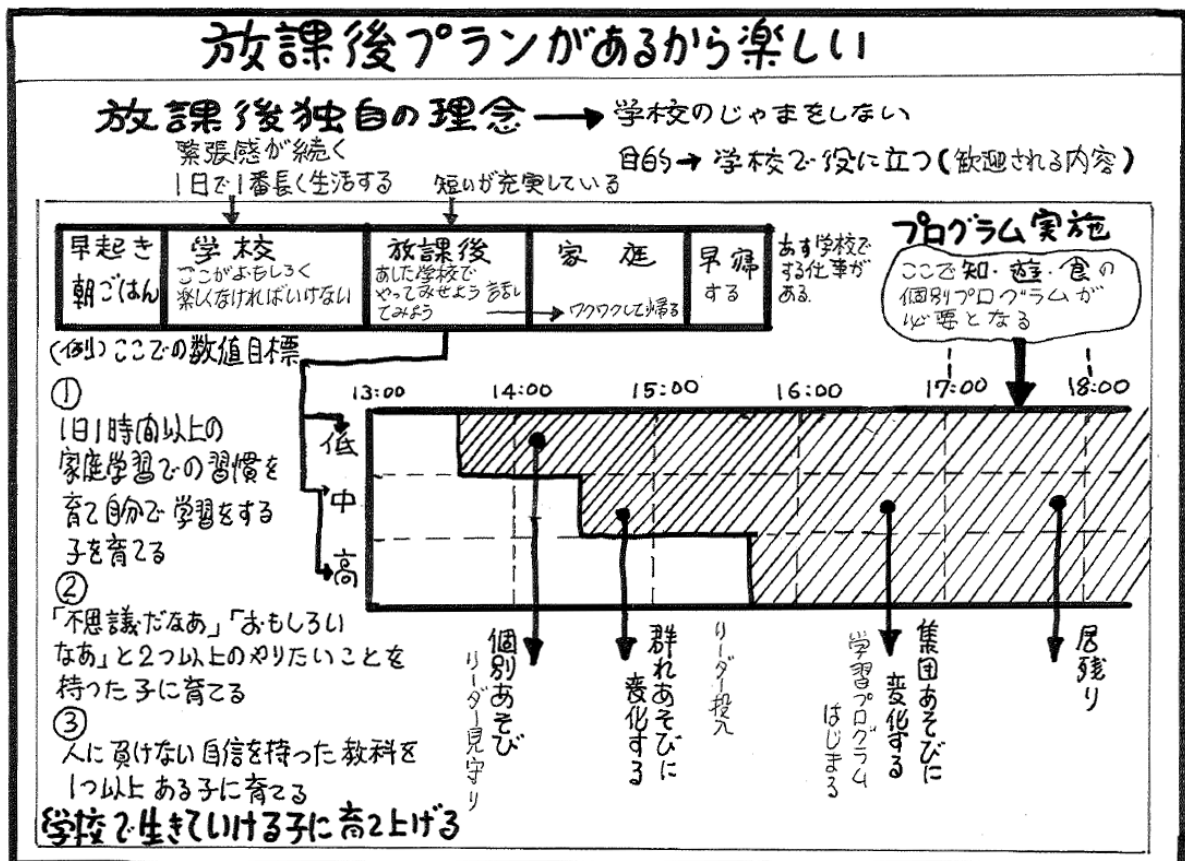 放課後プランがあるから楽しい
放課後独自の理念→学校のじゃまをしない
目的→学校で役に立つ(歓迎される内容)
緊張感が続く
1日で1番長く生活する
短いが充実している
早起き
朝ごはん
学校
ここがおもしろく
楽しくなければいけない
放課後
あした学校で
やってみせよう 話し
てみよう
家庭
→ワクワクして帰る
早帰
する
あす学校で
する仕事が
ある.
プログラム実施
ここで知・遊・食の
個別プログラムが
必要となる
(例)ここでの数値目標
①
1日1時間以上の
家庭学習での習慣を
育て自分で学習をする
子を育てる
②
「不思議だなあ」「おもしろい
なあ」と2つ以上のやりたいことを
持った子に育てる
③
人に負けない自信を持った教科を
1つ以上ある子に育てる
学校で生きていける子に育て上げる
13:00 14:00 15:00 16:00 17:00 18:00
低
中
高
個別あそび
リーダー見守り
群れあそびに
変化する
リーダー投入
集団あそびに
変化する
学習プログラム
はじまる
居残り